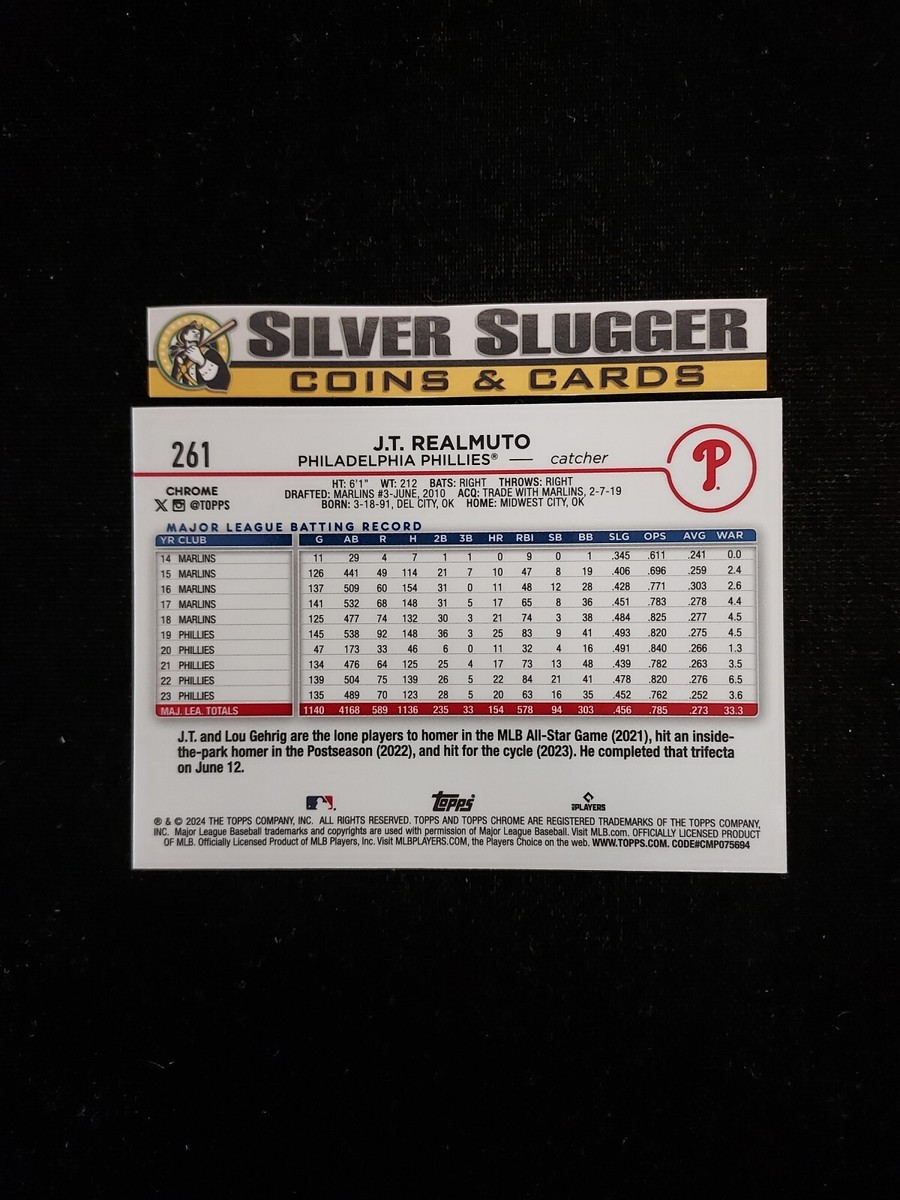 SILVER SLUGGER
COINS & CARDS
261
J.T. REALMUTO
PHILADELPHIA PHILLIES® — catcher
P
CHROME
@TOPPS
HT: 6'1" WT: 212 BATS: RIGHT THROWS: RIGHT
DRAFTED: MARLINS #3-JUNE, 2010 ACQ: TRADE WITH MARLINS, 2-7-19
BORN: 3-18-91, DEL CITY, OK HOME: MIDWEST CITY, OK
MAJOR LEAGUE BATTING RECORD
YR CLUB G AB R H 2B 3B HR RBI SB BB SLG OPS AVG WAR
14 MARLINS 11 29 4 7 1 1 0 9 0 1 .345 .611 .241 0.0
15 MARLINS 126 441 49 114 21 7 10 47 8 19 .406 .696 .259 2.4
16 MARLINS 137 509 60 154 31 0 11 48 12 28 .428 .771 .303 2.6
17 MARLINS 141 532 68 148 31 5 17 65 8 36 .451 .783 .278 4.4
18 MARLINS 125 477 74 132 30 3 21 74 3 38 .484 .825 .277 4.5
19 PHILLIES 145 538 92 148 36 3 25 83 9 41 .493 .820 .275 4.5
20 PHILLIES 47 173 33 46 6 0 11 32 4 16 .491 .840 .266 1.3
21 PHILLIES 134 476 64 125 25 4 17 73 13 48 .439 .782 .263 3.5
22 PHILLIES 139 504 75 139 26 5 22 84 21 41 .478 .820 .276 6.5
23 PHILLIES 135 489 70 123 28 5 20 63 16 35 .452 .762 .252 3.6
MAJ. LEA. TOTALS 1140 4168 589 1136 235 33 154 578 94 303 .456 .785 .273 33.3
J.T. and Lou Gehrig are the lone players to homer in the MLB All-Star Game (2021), hit an inside-
the-park homer in the Postseason (2022), and hit for the cycle (2023). He completed that trifecta
on June 12.
Topps
PLAYERS
® & © 2024 THE TOPPS COMPANY, INC. ALL RIGHTS RESERVED. TOPPS AND TOPPS CHROME ARE REGISTERED TRADEMARKS OF THE TOPPS COMPANY,
INC. Major League Baseball trademarks and copyrights are used with permission of Major League Baseball. Visit MLB.com. OFFICIALLY LICENSED PRODUCT
OF MLB. Officially Licensed Product of MLB Players, Inc. Visit MLBPLAYERS.COM, the Players Choice on the web. WWW.TOPPS.COM. CODE#CMP075694